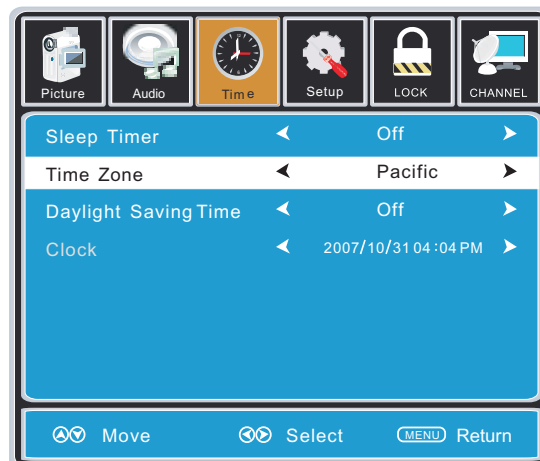 Picture Audio Time Setup LOCK CHANNEL
Sleep Timer Off
Time Zone Pacific
Daylight Saving Time Off
Clock 2007/10/31 04:04 PM
Move Select MENU Return